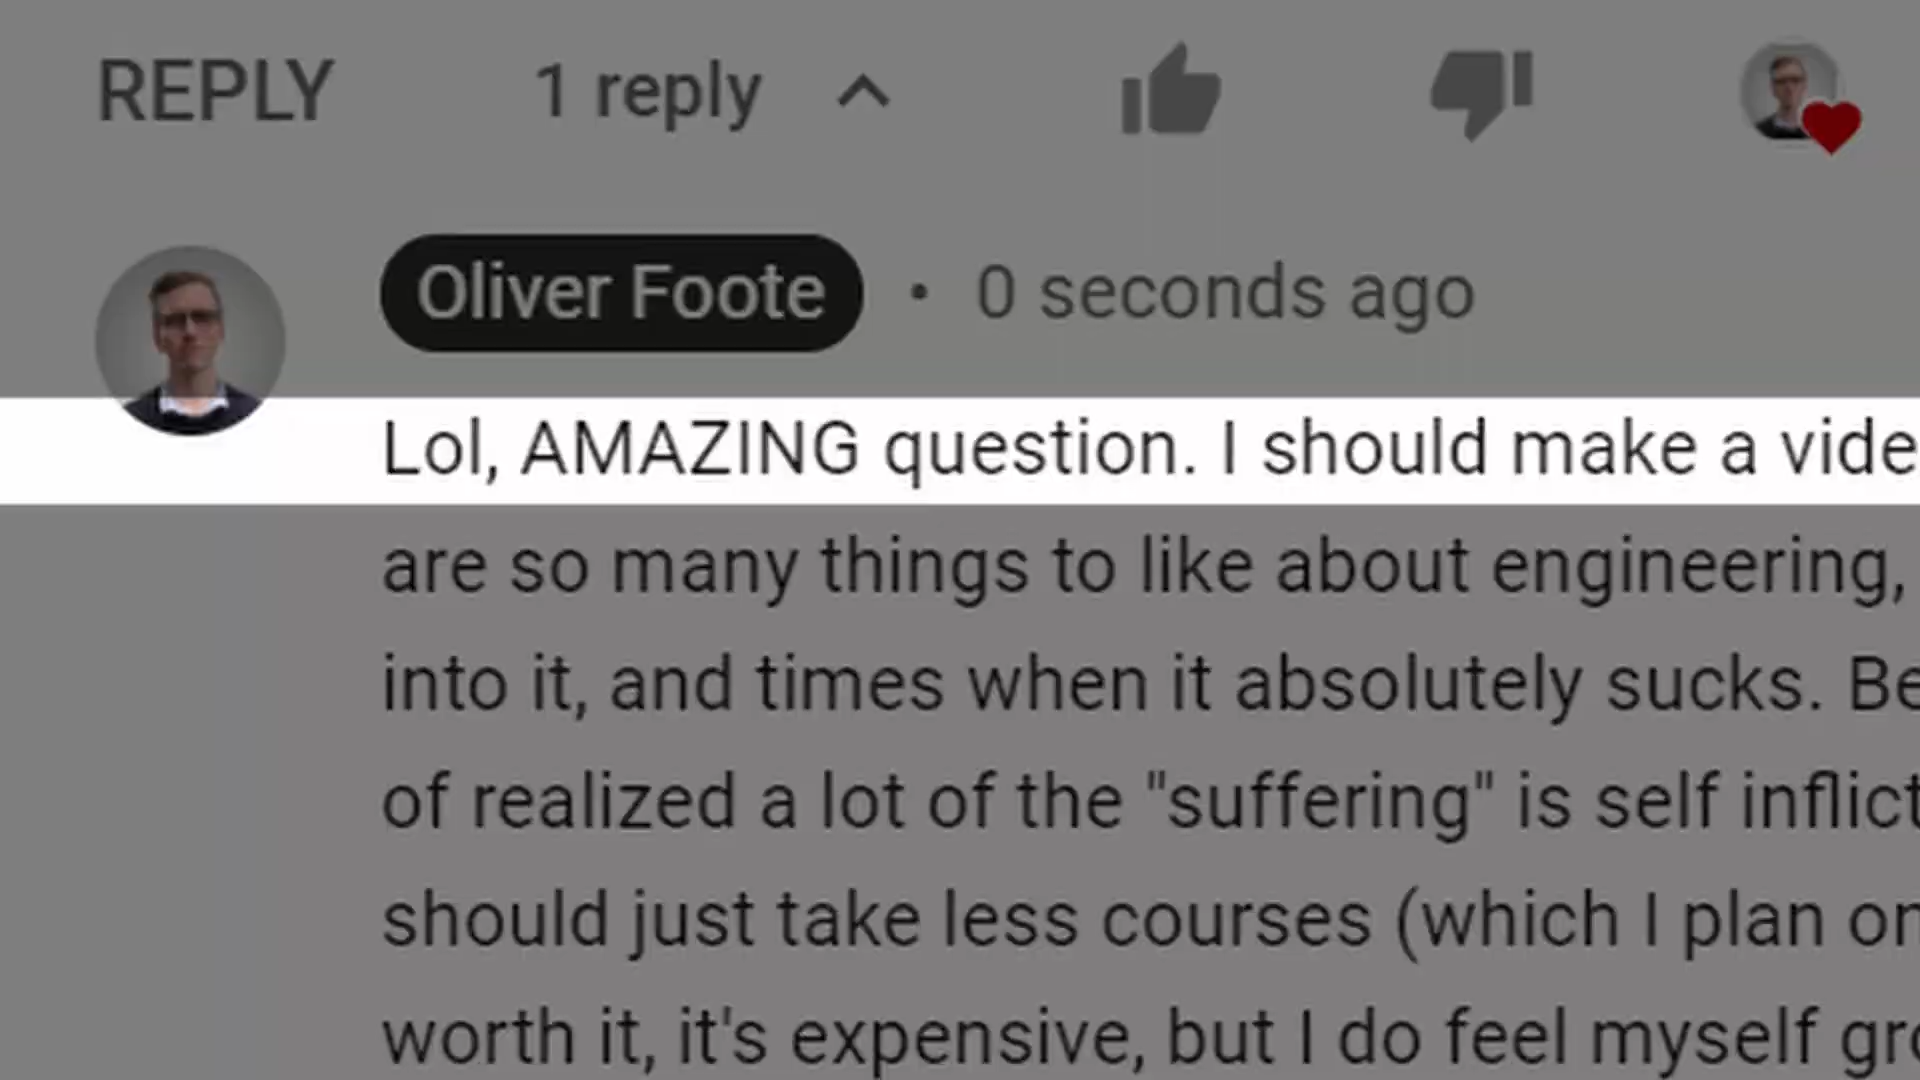 REPLY 1 reply
Oliver Foote • 0 seconds ago
Lol, AMAZING question. I should make a vide
are so many things to like about engineering,
into it, and times when it absolutely sucks. Be
of realized a lot of the "suffering" is self inflict
should just take less courses (which I plan on
worth it, it's expensive, but I do feel myself gro